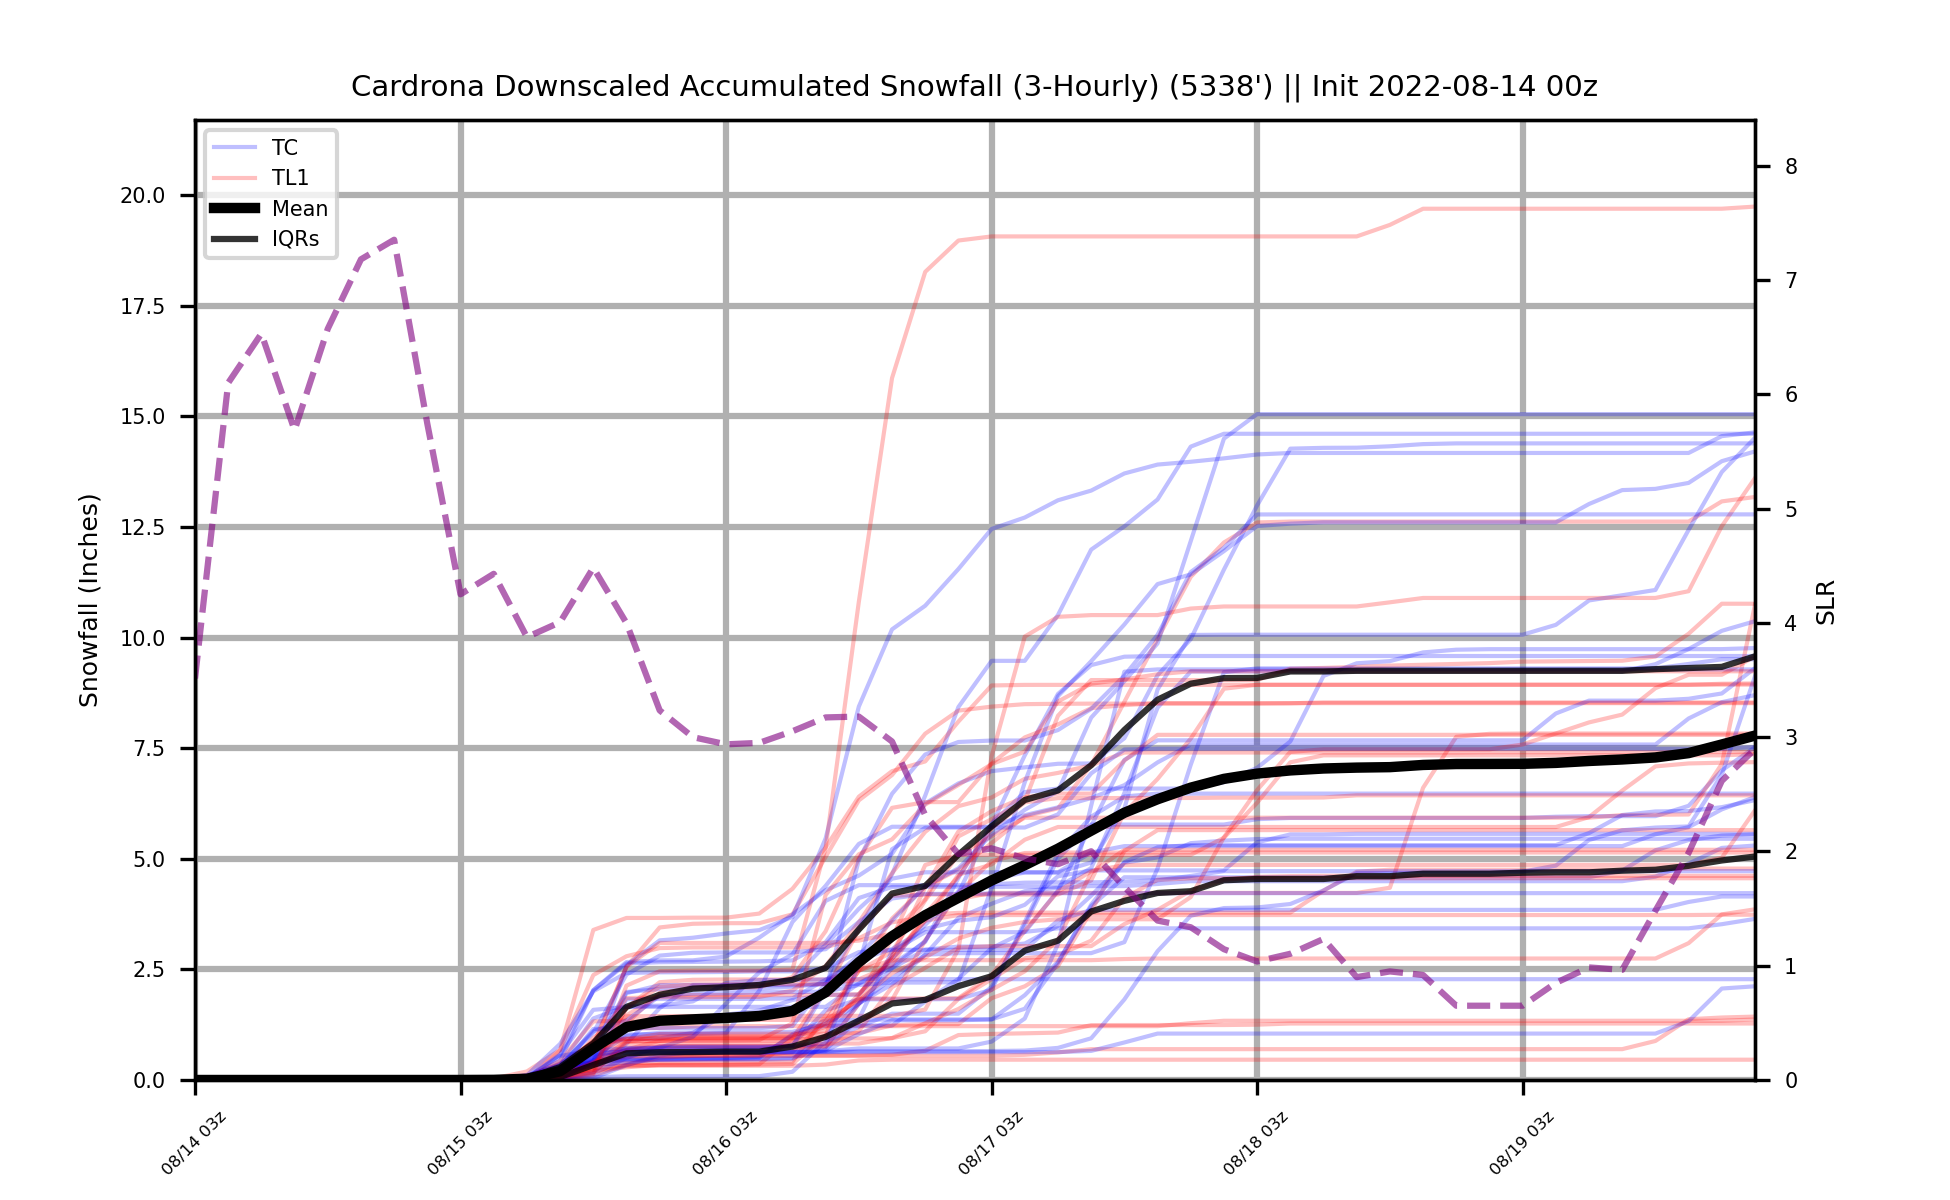 Cardrona Downscaled Accumulated Snowfall (3-Hourly) (5338') || Init 2022-08-14 00z
TC
TL1
Mean
IQRs
20.0
17.5
15.0
12.5
10.0
7.5
5.0
2.5
0.0
Snowfall (Inches)
8
7
6
5
4
3
2
1
0
SLR
08/14 03z
08/15 03z
08/16 03z
08/17 03z
08/18 03z
08/19 03z